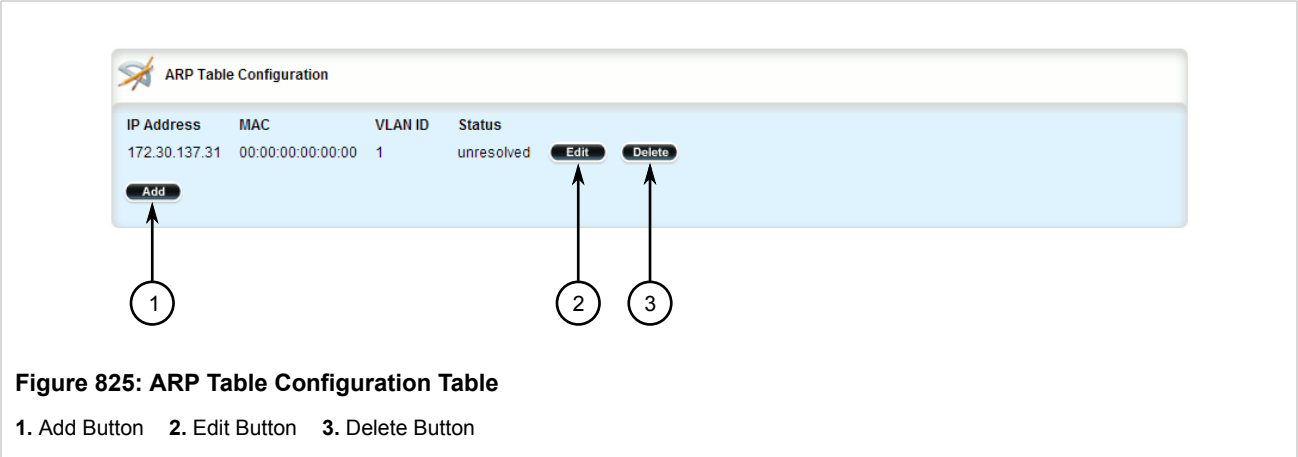 ARP Table Configuration
IP Address MAC VLAN ID Status
172.30.137.31 00:00:00:00:00:00 1 unresolved Edit Delete
Add
1 2 3
Figure 825: ARP Table Configuration Table
1. Add Button 2. Edit Button 3. Delete Button